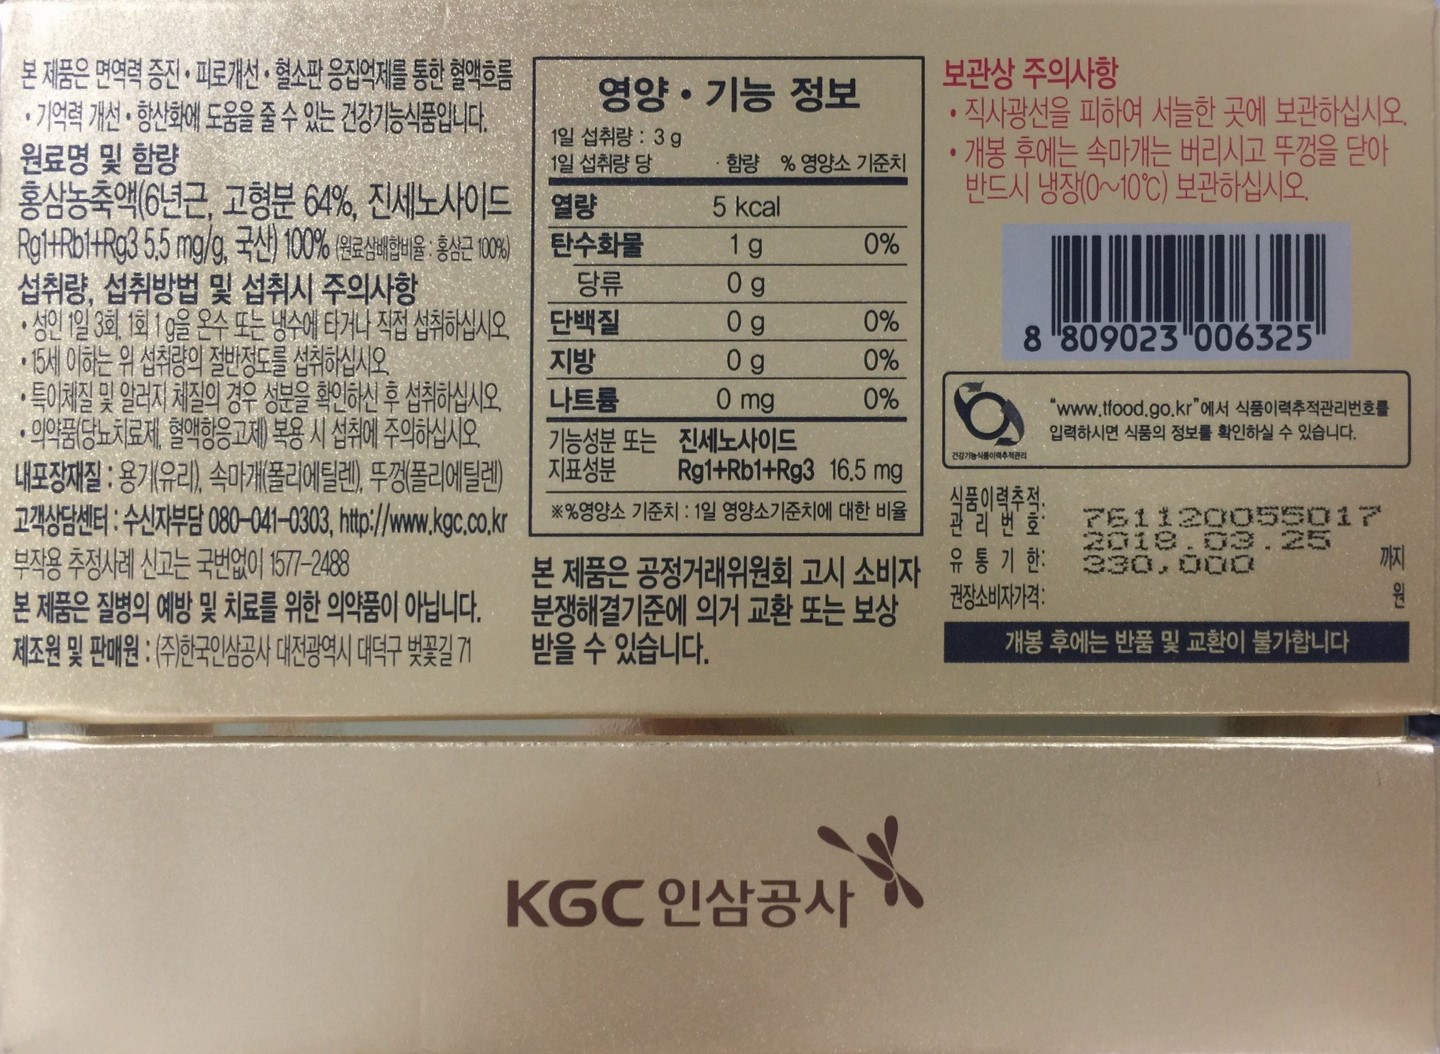 본 제품은 면역력 증진 • 피로개선 • 혈소판 응집억제를 통한 혈액흐름
• 기억력 개선 • 항산화에 도움을 줄 수 있는 건강기능식품입니다.
원료명 및 함량
홍삼농축액(6년근, 고형분 64%, 진세노사이드
Rg1+Rb1+Rg3 5.5 mg/g, 국산) 100% (원료삼배합비율 : 홍삼근 100%)
섭취량, 섭취방법 및 섭취시 주의사항
• 성인 1일 3회, 1회 1 g을 온수 또는 냉수에 타거나 직접 섭취하십시오.
• 15세 이하는 위 섭취량의 절반정도를 섭취하십시오.
• 특이체질 및 알러지 체질의 경우 성분을 확인하신 후 섭취하십시오.
• 의약품(당뇨치료제, 혈액항응고제) 복용 시 섭취에 주의하십시오.
내포장재질 : 용기(유리), 속마개(폴리에틸렌), 뚜껑(폴리에틸렌)
고객상담센터 : 수신자부담 080-041-0303, http://www.kgc.co.kr
부작용 추정사례 신고는 국번없이 1577-2488
본 제품은 질병의 예방 및 치료를 위한 의약품이 아닙니다.
제조원 및 판매원 : (주)한국인삼공사 대전광역시 대덕구 벚꽃길 71
영양 • 기능 정보
1일 섭취량 : 3 g
1일 섭취량 당 • 함량 % 영양소 기준치
열량 5 kcal
탄수화물 1 g 0%
당류 0 g
단백질 0 g 0%
지방 0 g 0%
나트륨 0 mg 0%
기능성분 또는 진세노사이드
지표성분 Rg1+Rb1+Rg3 16.5 mg
※%영양소 기준치 : 1일 영양소기준치에 대한 비율
본 제품은 공정거래위원회 고시 소비자
분쟁해결기준에 의거 교환 또는 보상
받을 수 있습니다.
보관상 주의사항
• 직사광선을 피하여 서늘한 곳에 보관하십시오.
• 개봉 후에는 속마개는 버리시고 뚜껑을 닫아
반드시 냉장(0~10℃) 보관하십시오.
8 809023 006325
"www.tfood.go.kr"에서 식품이력추적관리번호를
입력하시면 식품의 정보를 확인하실 수 있습니다.
건강기능식품이력추적관리
식품이력추적
관리번호: 761120055017
유통기한: 2018.03.25 까지
권장소비자가격: 330,000 원
개봉 후에는 반품 및 교환이 불가합니다
KGC 인삼공사